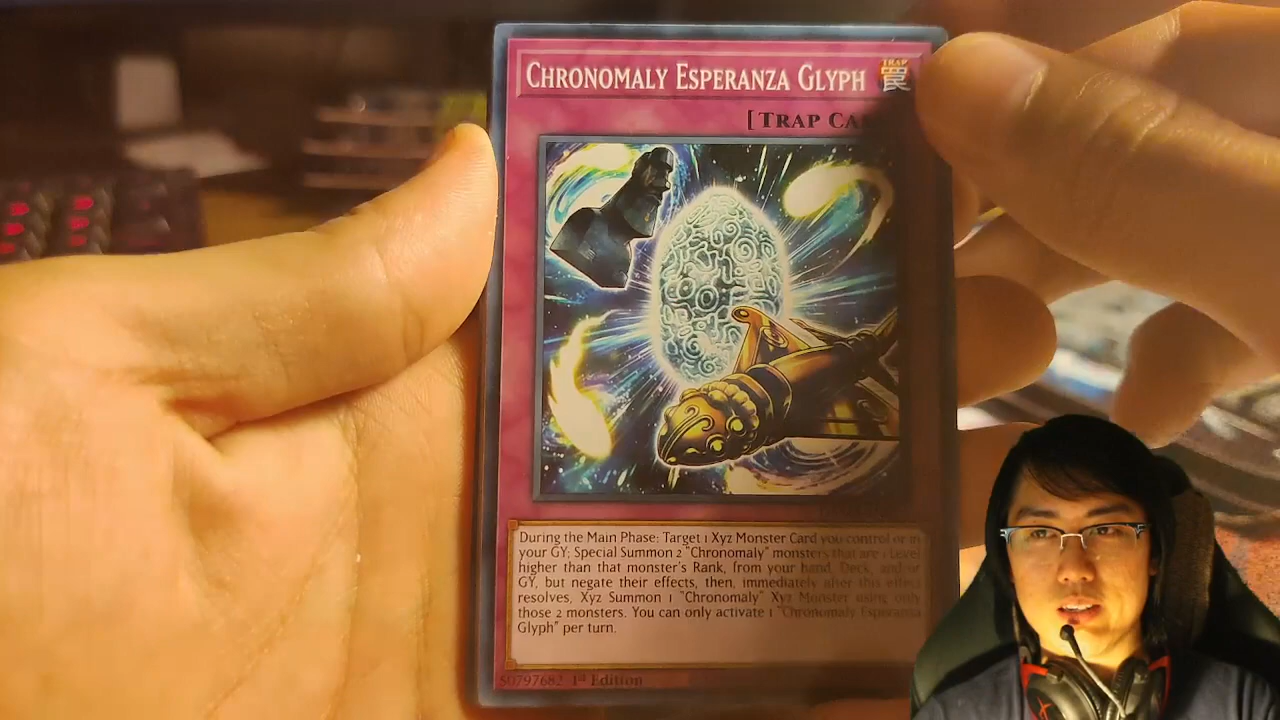 CHRONOMALY ESPERANZA GLYPH
TRAP
罠
[TRAP
During the Main Phase: Target 1 Xyz Monster Card you control or in
your GY; Special Summon 2 "Chronomaly" monsters that are 1 Level
higher than that monster's Rank, from your hand, Deck, and/or
GY, but negate their effects, then, immediately after this effect
resolves, Xyz Summon 1 "Chronomaly" Xyz Monster using only
those 2 monsters. You can only activate 1 "Chronomaly Esperanza
Glyph" per turn.
50797682 1st Edition